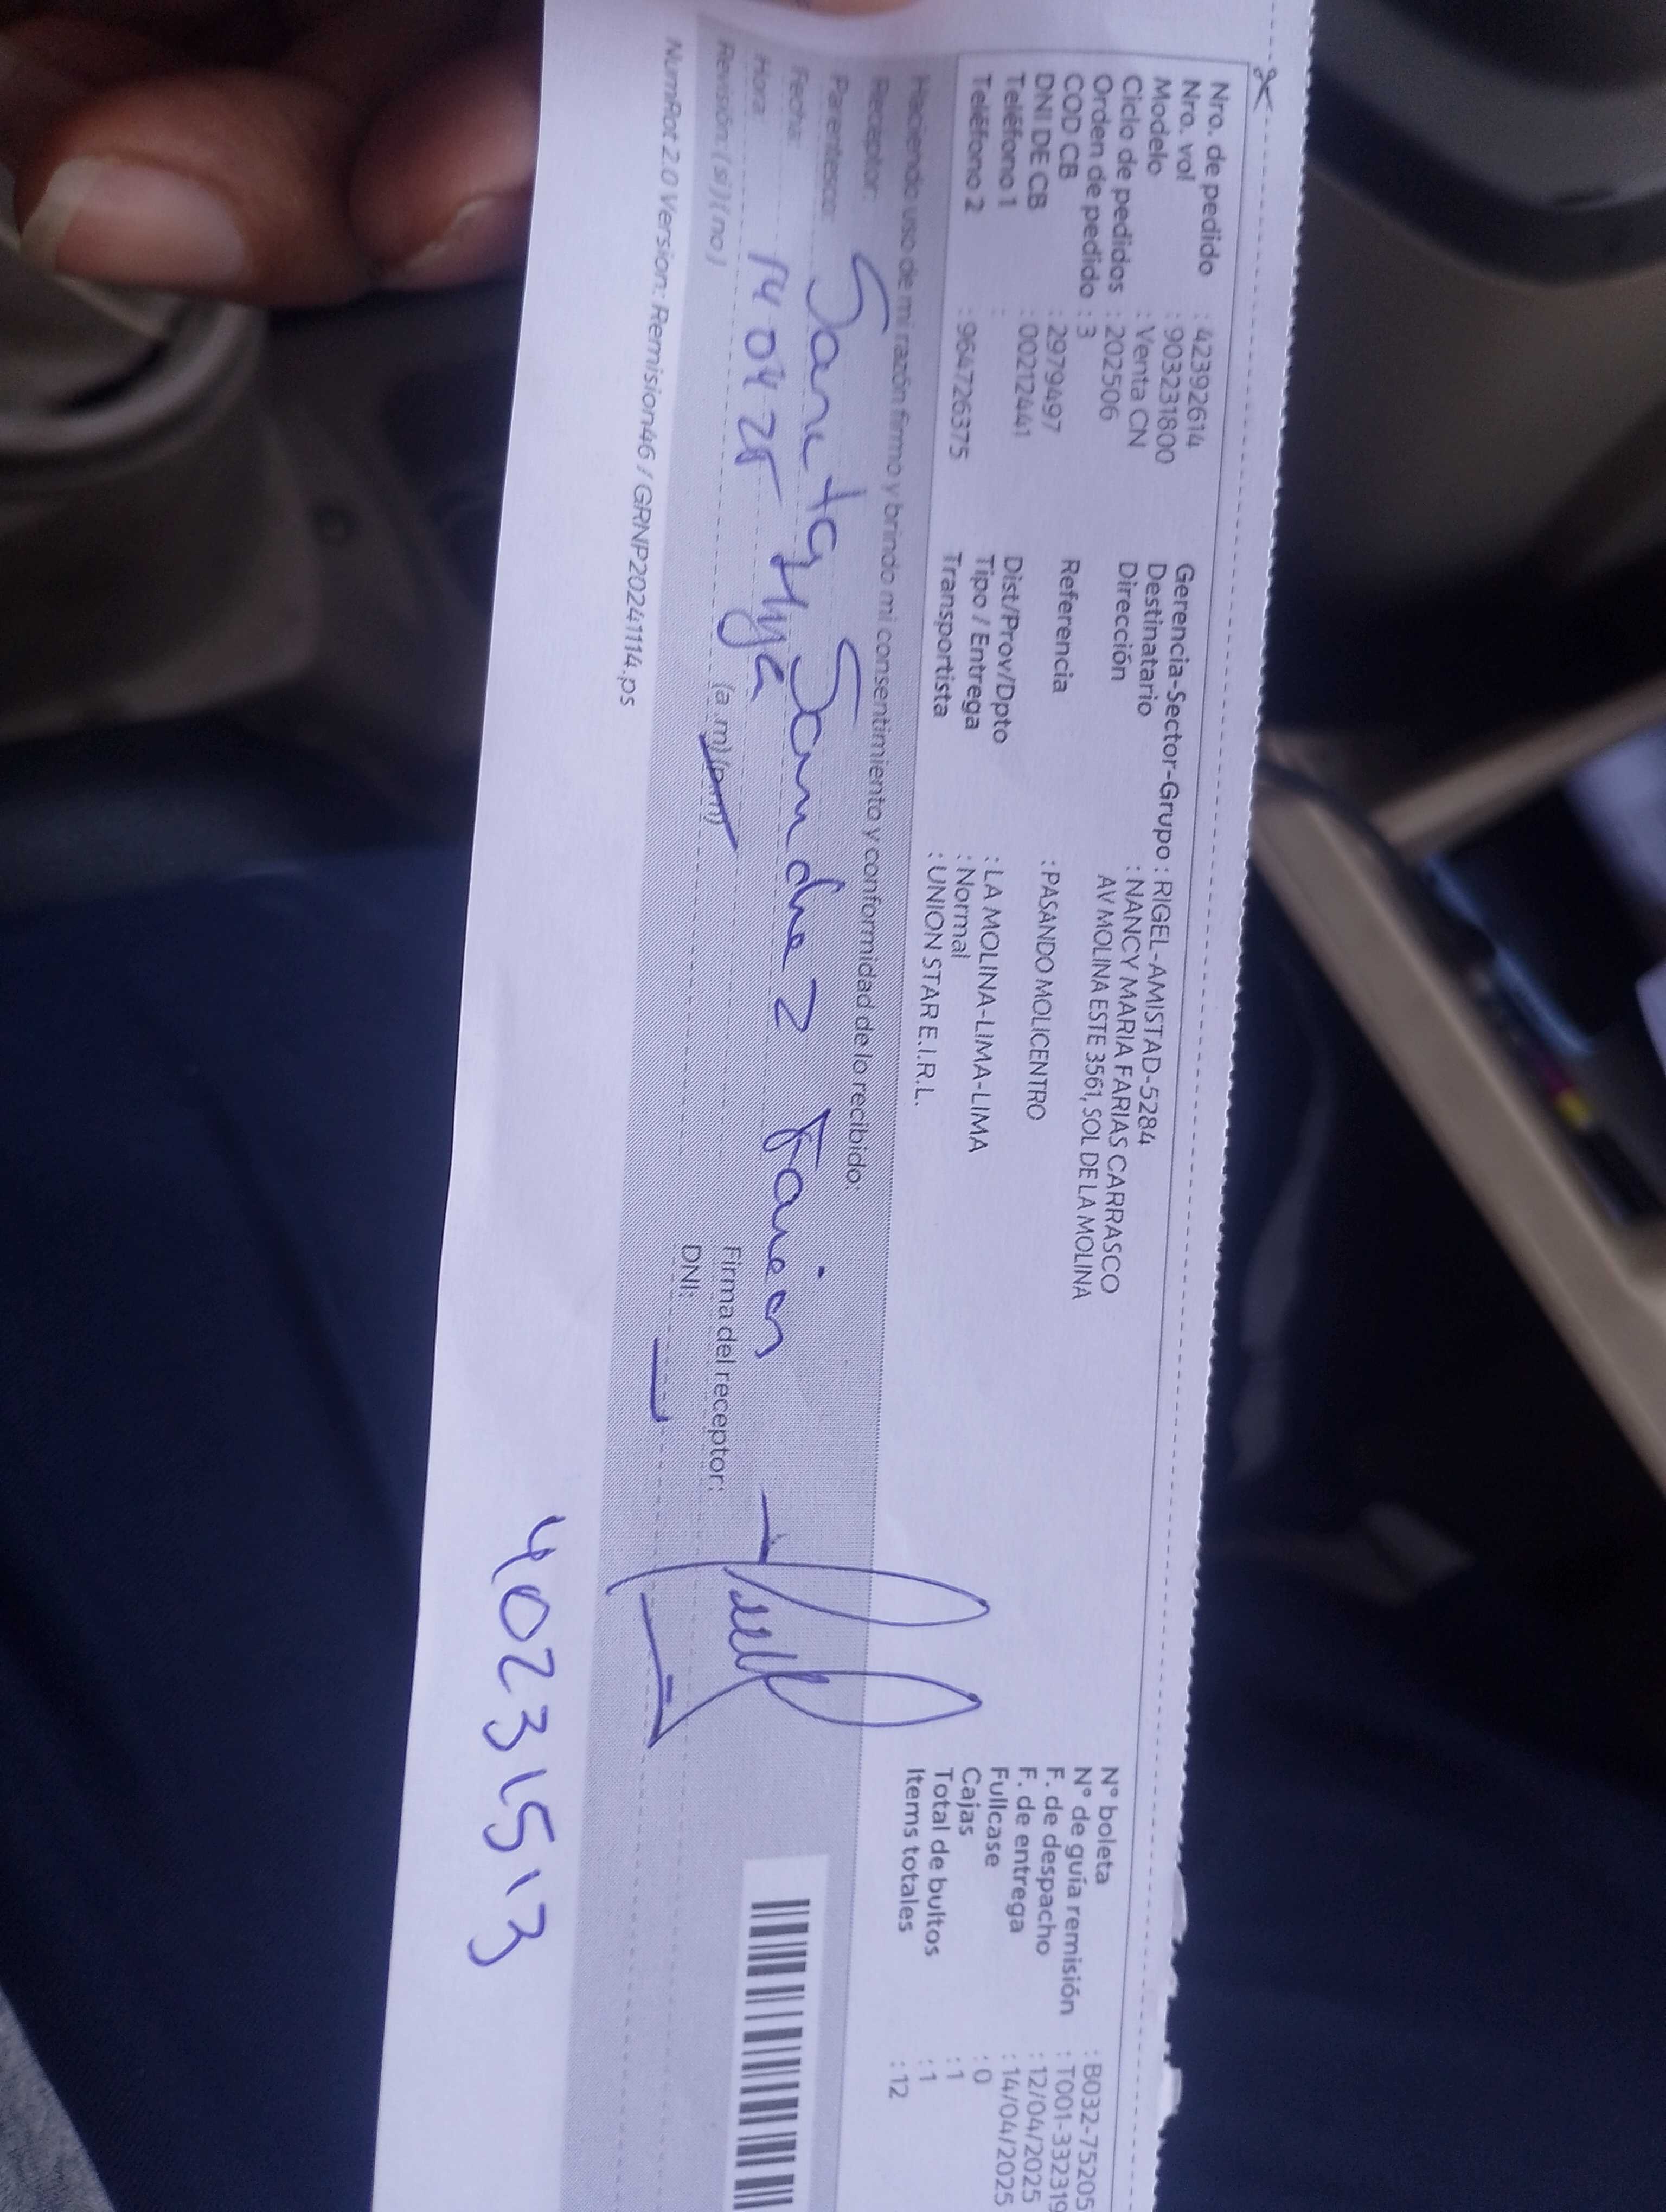 Nro. de pedido : 42392614
Nro. vol : 9032318000
Modelo : Venta CN
Ciclo de pedidos : 202506
Orden de pedido : 3
COD CB : 2979497
DNI DE CB : 00212441
Teléfono 1 :
Teléfono 2 : 964726375
Gerencia-Sector-Grupo : RIGEL-AMISTAD-5284
Destinatario : NANCY MARIA FARIAS CARRASCO
Dirección AV MOLINA ESTE 3561, SOL DE LA MOLINA
Referencia : PASANDO MOLICENTRO
Dist/Prov/Dpto : LA MOLINA-LIMA-LIMA
Tipo / Entrega : Normal
Transportista : UNION STAR E.I.R.L.
N° boleta : B032-75205
N° de guía remisión : T001-332319
F. de despacho : 12/04/2025
F. de entrega : 14/04/2025
Fullcase : 0
Cajas : 1
Total de bultos : 1
Items totales : 12
Haciendo uso de mi razón firmo y brindo mi consentimiento y conformidad de lo recibido:
Receptor:
Parentesco: Sanchez Farias
Fecha: 14 04 25 Hija
Hora: (a.m) (p.m)
Revisión: (si) (no)
Firma del receptor:
DNI:
40231513
NumRot 2.0 Version: Remision46 / GRNP20241114.ps